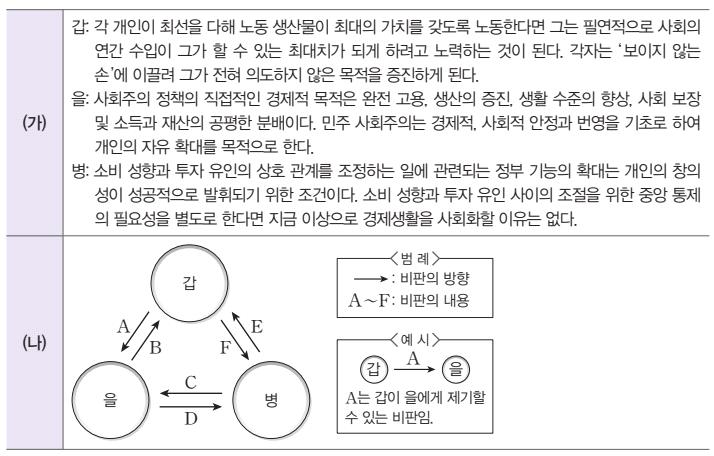 (가)
갑: 각 개인이 최선을 다해 노동 생산물이 최대의 가치를 갖도록 노동한다면 그는 필연적으로 사회의
연간 수입이 그가 할 수 있는 최대치가 되게 하려고 노력하는 것이 된다. 각자는 ‘보이지 않는
손’에 이끌려 그가 전혀 의도하지 않은 목적을 증진하게 된다.
을: 사회주의 정책의 직접적인 경제적 목적은 완전 고용, 생산의 증진, 생활 수준의 향상, 사회 보장
및 소득과 재산의 공평한 분배이다. 민주 사회주의는 경제적, 사회적 안정과 번영을 기초로 하여
개인의 자유 확대를 목적으로 한다.
병: 소비 성향과 투자 유인의 상호 관계를 조정하는 일에 관련되는 정부 기능의 확대는 개인의 창의
성이 성공적으로 발휘되기 위한 조건이다. 소비 성향과 투자 유인 사이의 조절을 위한 중앙 통제
의 필요성을 별도로 한다면 지금 이상으로 경제생활을 사회화할 이유는 없다.
(나)
갑
A
B
F
E
을
C
D
병
<범 례>
→: 비판의 방향
A~F: 비판의 내용
<예 시>
갑 A → 을
A는 갑이 을에게 제기할
수 있는 비판임.